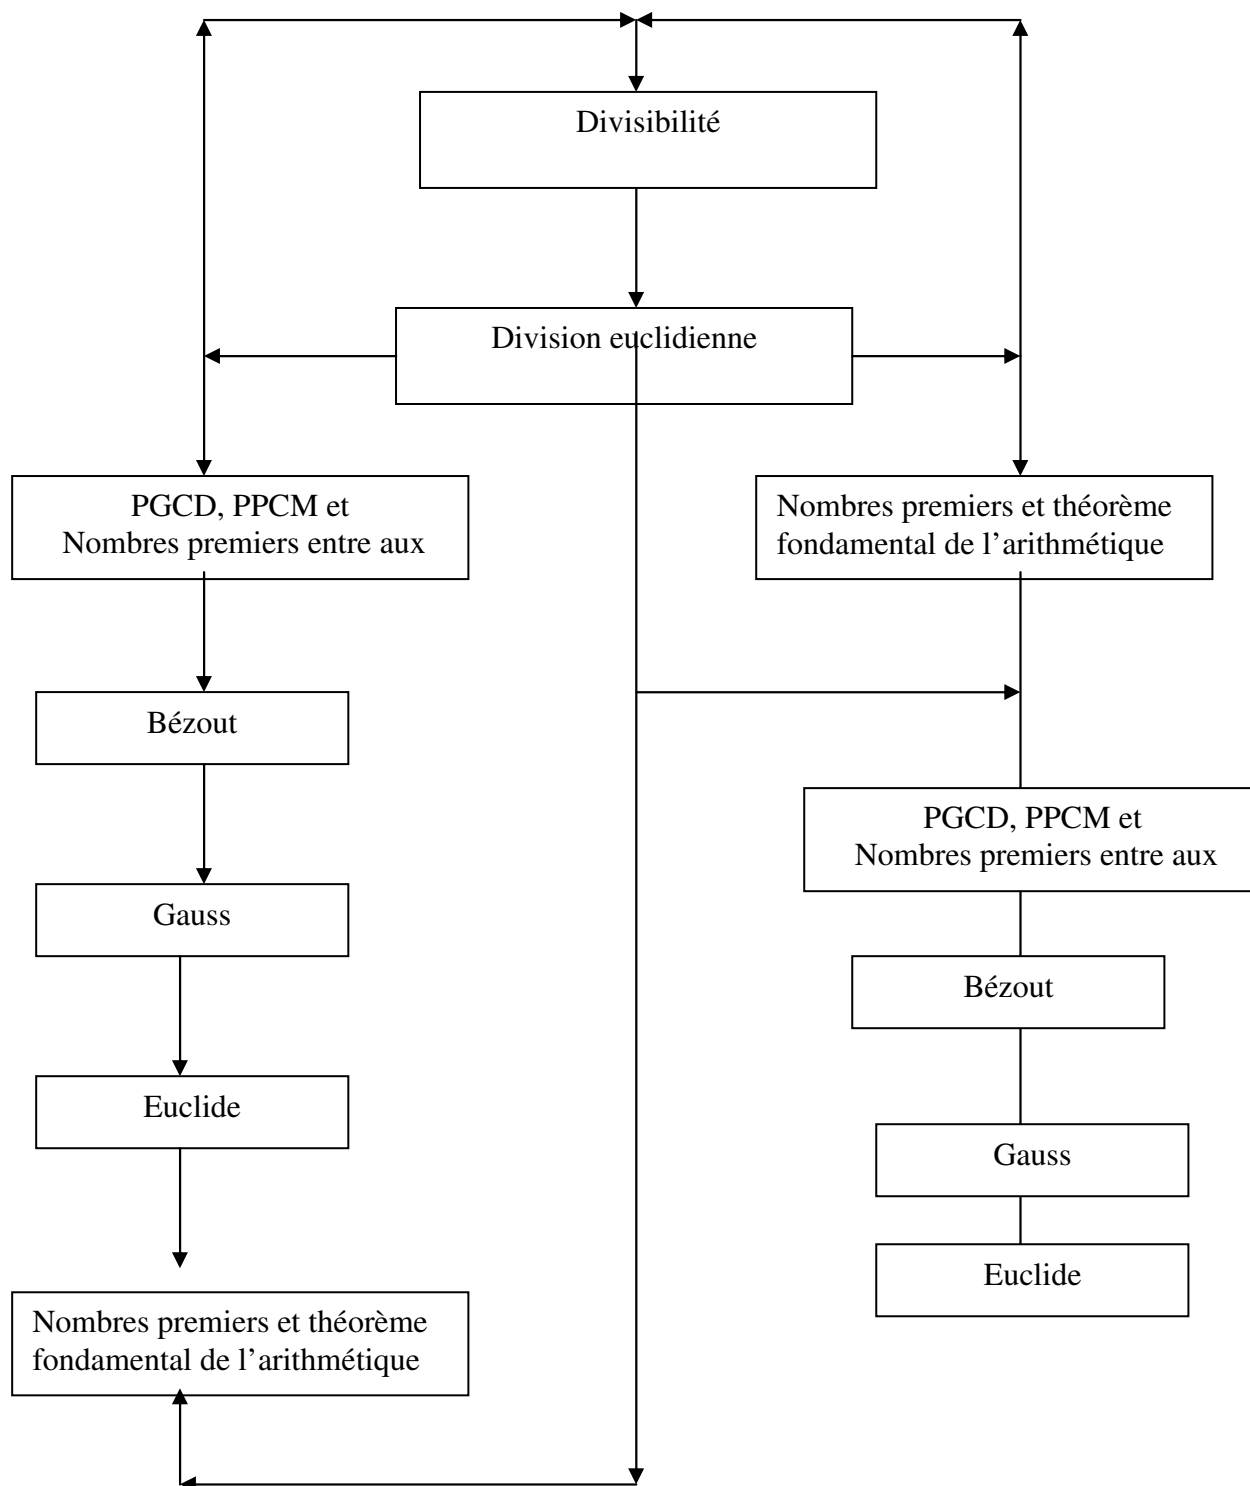 Divisibilité
Division euclidienne
PGCD, PPCM et
Nombres premiers entre aux
Nombres premiers et théorème
fondamental de l’arithmétique
Bézout
Gauss
Euclide
Nombres premiers et théorème
fondamental de l’arithmétique
PGCD, PPCM et
Nombres premiers entre aux
Bézout
Gauss
Euclide